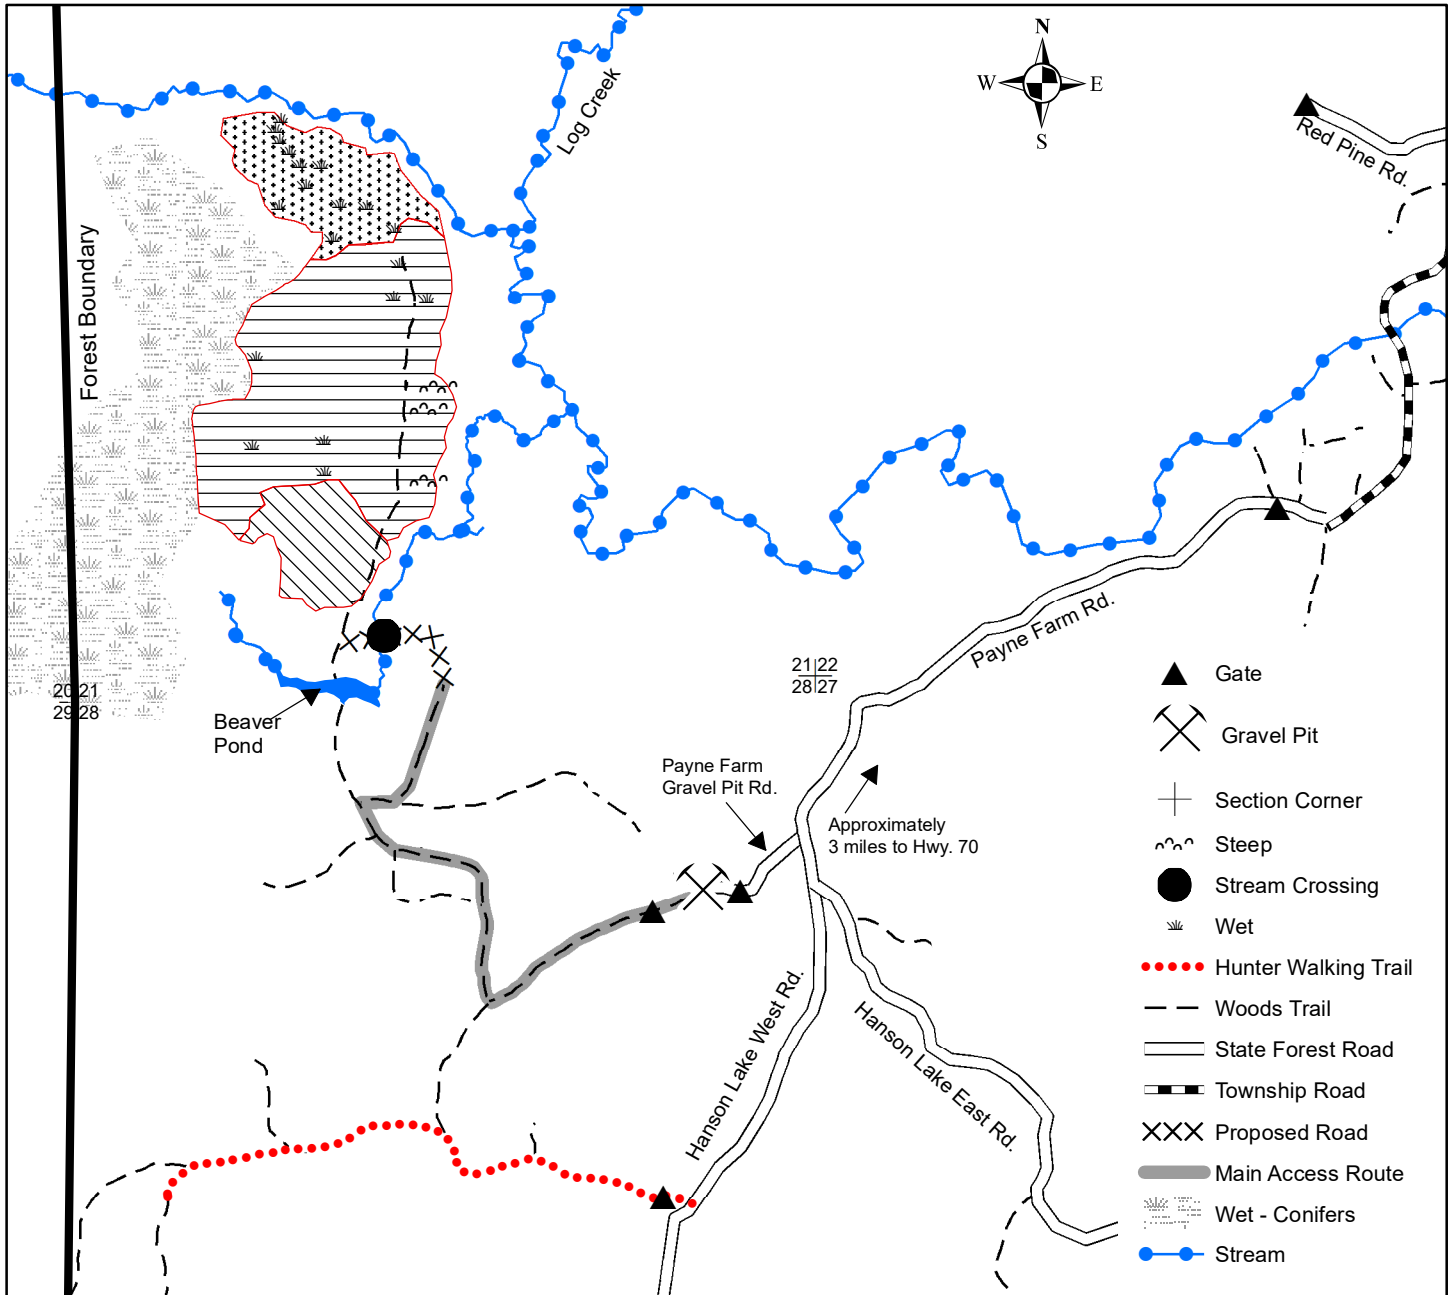 N
W E
S
Log Creek
Red Pine Rd.
Forest Boundary
Payne Farm Rd.
21 22
28 27
20 21
29 28
Beaver
Pond
Payne Farm
Gravel Pit Rd.
Approximately
3 miles to Hwy. 70
Hanson Lake West Rd.
Hanson Lake East Rd.
Gate
Gravel Pit
Section Corner
Steep
Stream Crossing
Wet
Hunter Walking Trail
Woods Trail
State Forest Road
Township Road
Proposed Road
Main Access Route
Wet - Conifers
Stream